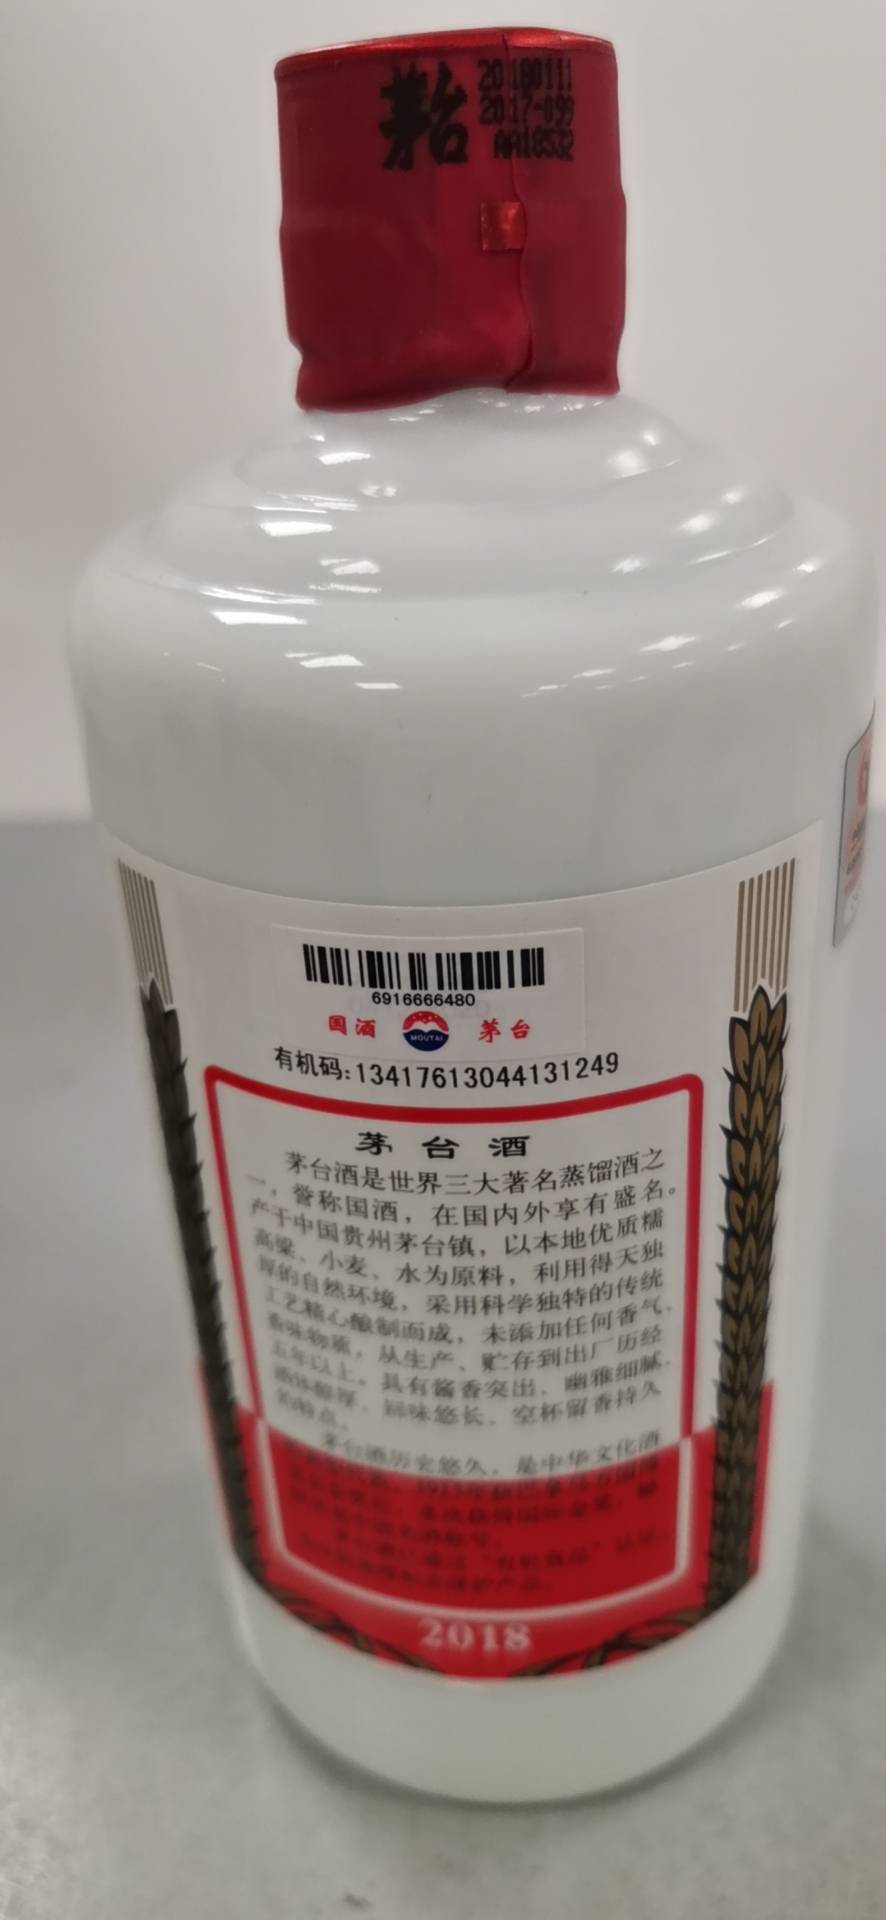 茅台
20180111
2017-099
AA18532
6916666480
国酒 MOUTAI 茅台
有机码:13417613044131249
茅台酒
茅台酒是世界三大著名蒸馏酒之
一，誉称国酒，在国内外享有盛名。
产于中国贵州茅台镇，以本地优质糯
高粱、小麦、水为原料，利用得天独
厚的自然环境，采用科学独特的传统
工艺精心酿制而成，未添加任何香气、
香味物质，从生产、贮存到出厂历经
五年以上。具有酱香突出、幽雅细腻、
酒体醇厚、回味悠长、空杯留香持久
的特点。
茅台酒历史悠久，是中华文化酒
2018